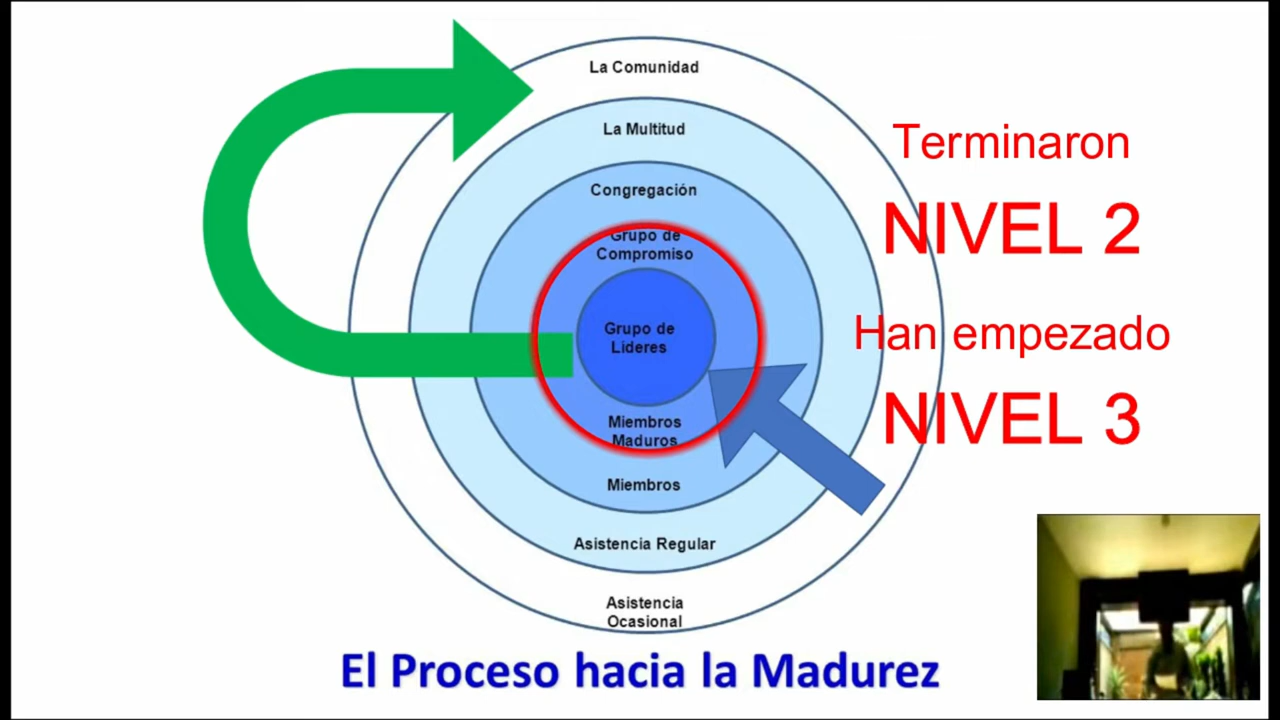 La Comunidad
La Multitud
Congregación
Grupo de
Compromiso
Grupo de
Lideres
Miembros
Maduros
Miembros
Asistencia Regular
Asistencia
Ocasional
Terminaron
NIVEL 2
Han empezado
NIVEL 3
El Proceso hacia la Madurez